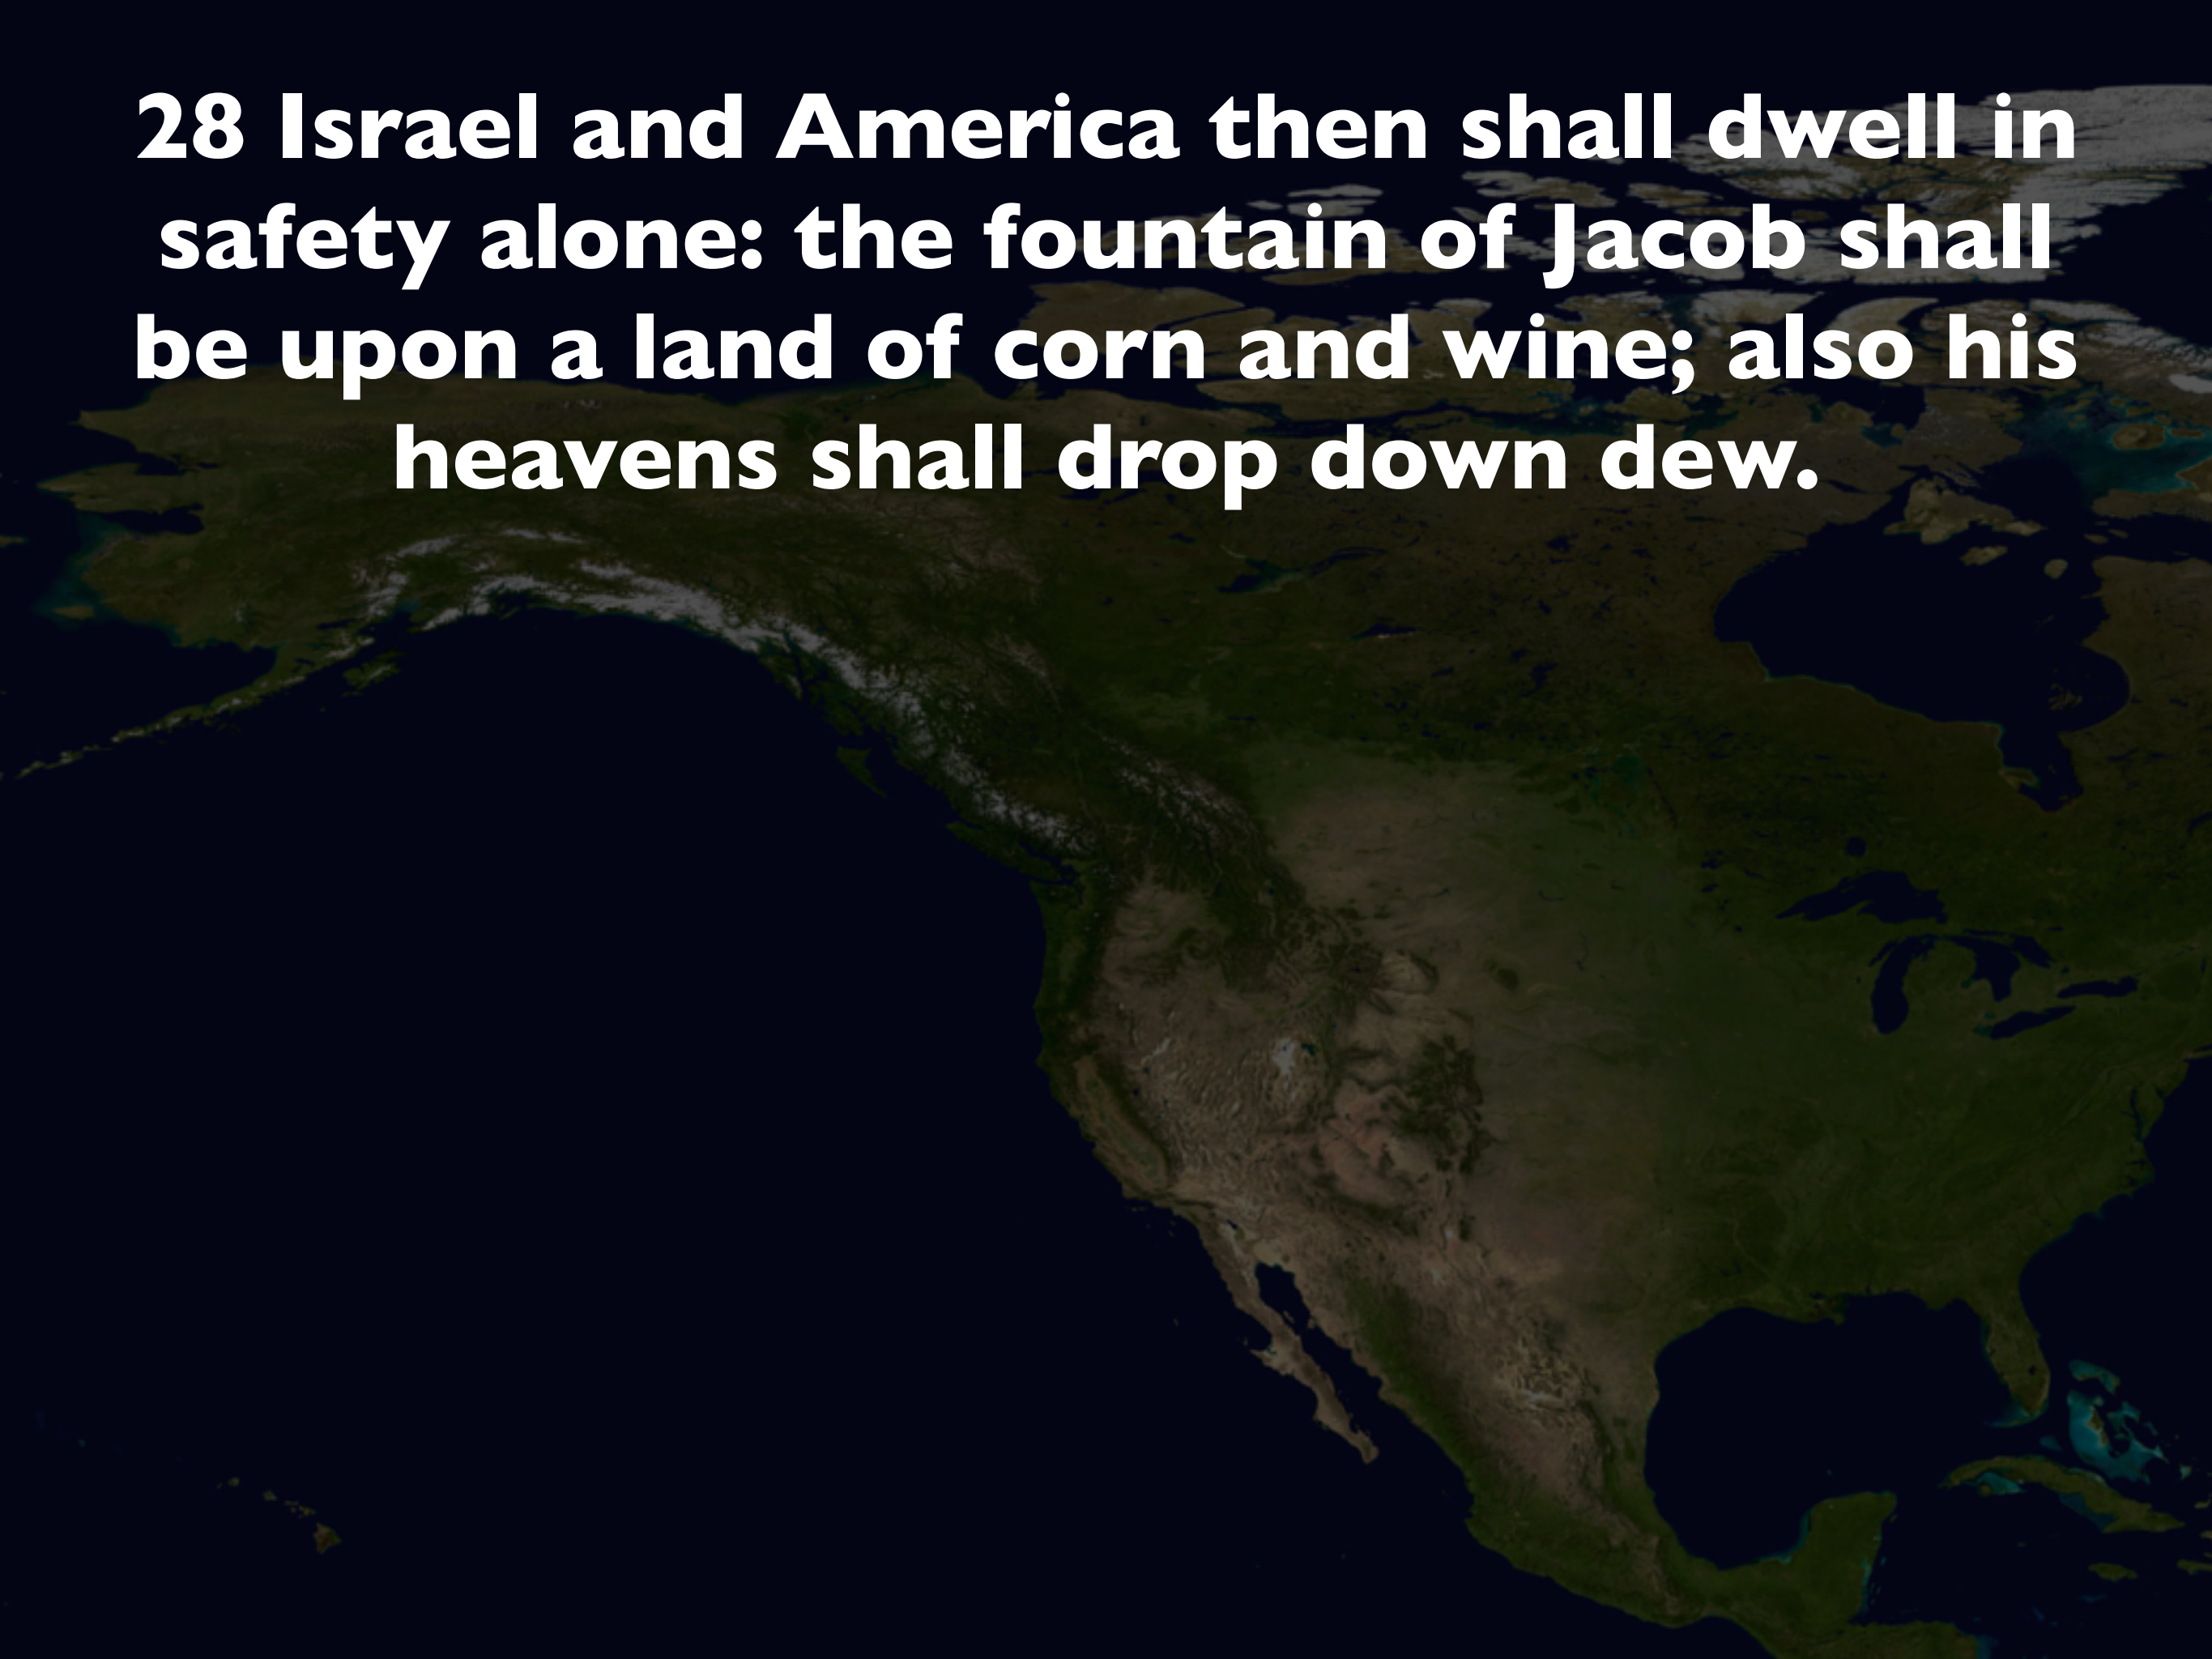 28 Israel and America then shall dwell in
safety alone: the fountain of Jacob shall
be upon a land of corn and wine; also his
heavens shall drop down dew.